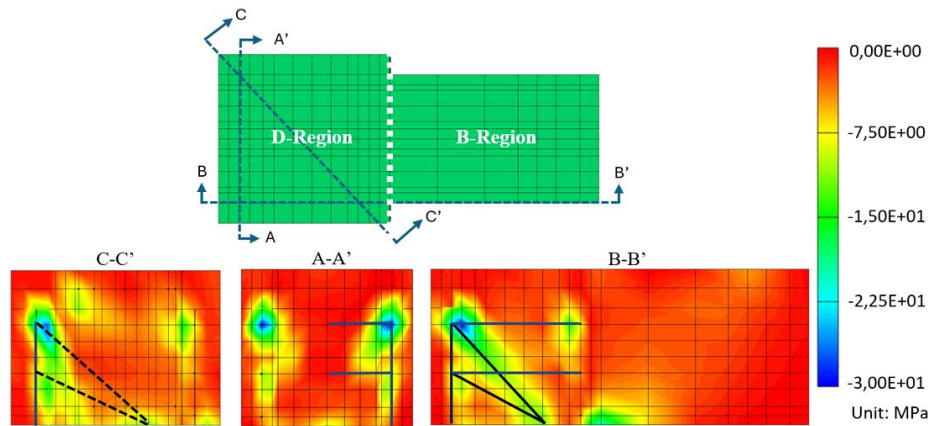 C
A’
0,00E+00
D-Region
B-Region
-7,50E+00
B
B’
C’
A
-1,50E+01
C-C’
A-A’
B-B’
-2,25E+01
-3,00E+01
Unit: MPa